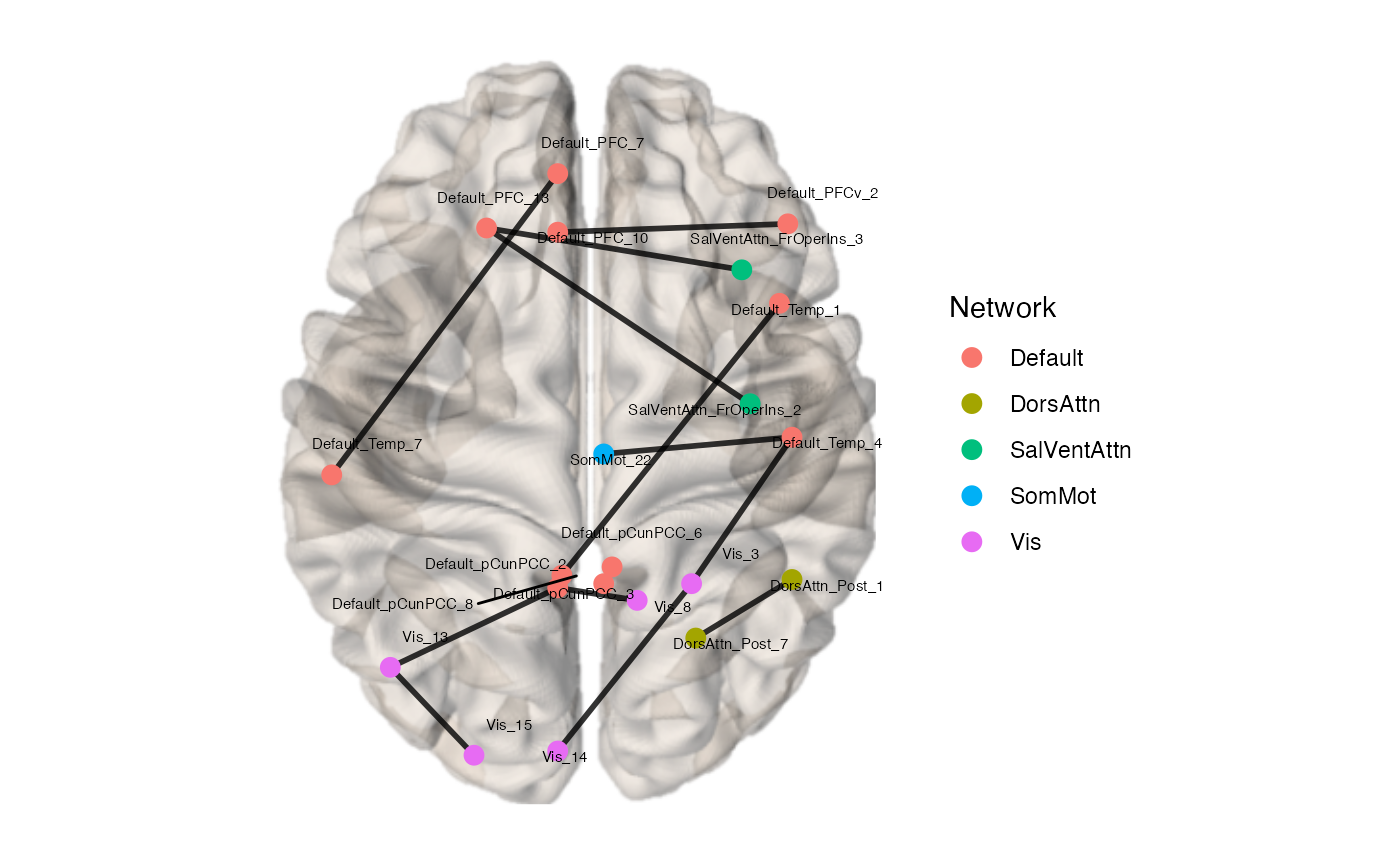 Default_PFC_7
Default_PFCv_2
Default_PFC_13
Default_PFC_10
SalVentAttn_FrOperIns_3
Default_Temp_1
SalVentAttn_FrOperIns_2
Default_Temp_7
Default_Temp_4
SomMot_22
Default_pCunPCC_6
Vis_3
Default_pCunPCC_2
DorsAttn_Post_1
Default_pCunPCC_3
Default_pCunPCC_8
Vis_8
Vis_13
DorsAttn_Post_7
Vis_15
Vis_14
Network
Default
DorsAttn
SalVentAttn
SomMot
Vis